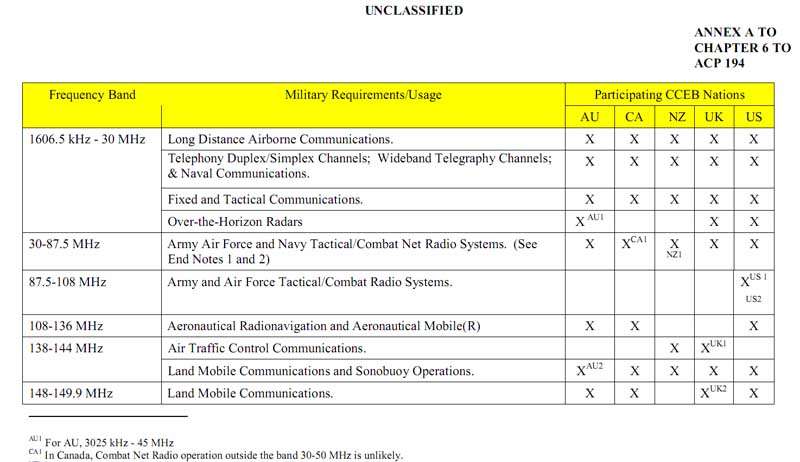 UNCLASSIFIED
ANNEX A TO
CHAPTER 6 TO
ACP 194
Frequency Band Military Requirements/Usage Participating CCEB Nations
AU CA NZ UK US
1606.5 kHz - 30 MHz Long Distance Airborne Communications. X X X X X
Telephony Duplex/Simplex Channels; Wideband Telegraphy Channels; X X X X X
& Naval Communications.
Fixed and Tactical Communications. X X X X X
Over-the-Horizon Radars X AU1 X X
30-87.5 MHz Army Air Force and Navy Tactical/Combat Net Radio Systems. (See X XCA1 X X X
End Notes 1 and 2) NZ1
87.5-108 MHz Army and Air Force Tactical/Combat Radio Systems. XUS 1
US2
108-136 MHz Aeronautical Radionavigation and Aeronautical Mobile(R) X X X
138-144 MHz Air Traffic Control Communications. X XUK1
Land Mobile Communications and Sonobuoy Operations. XAU2 X X X X
148-149.9 MHz Land Mobile Communications. X X XUK2 X
AU1 For AU, 3025 kHz - 45 MHz
CA1 In Canada, Combat Net Radio operation outside the band 30-50 MHz is unlikely.